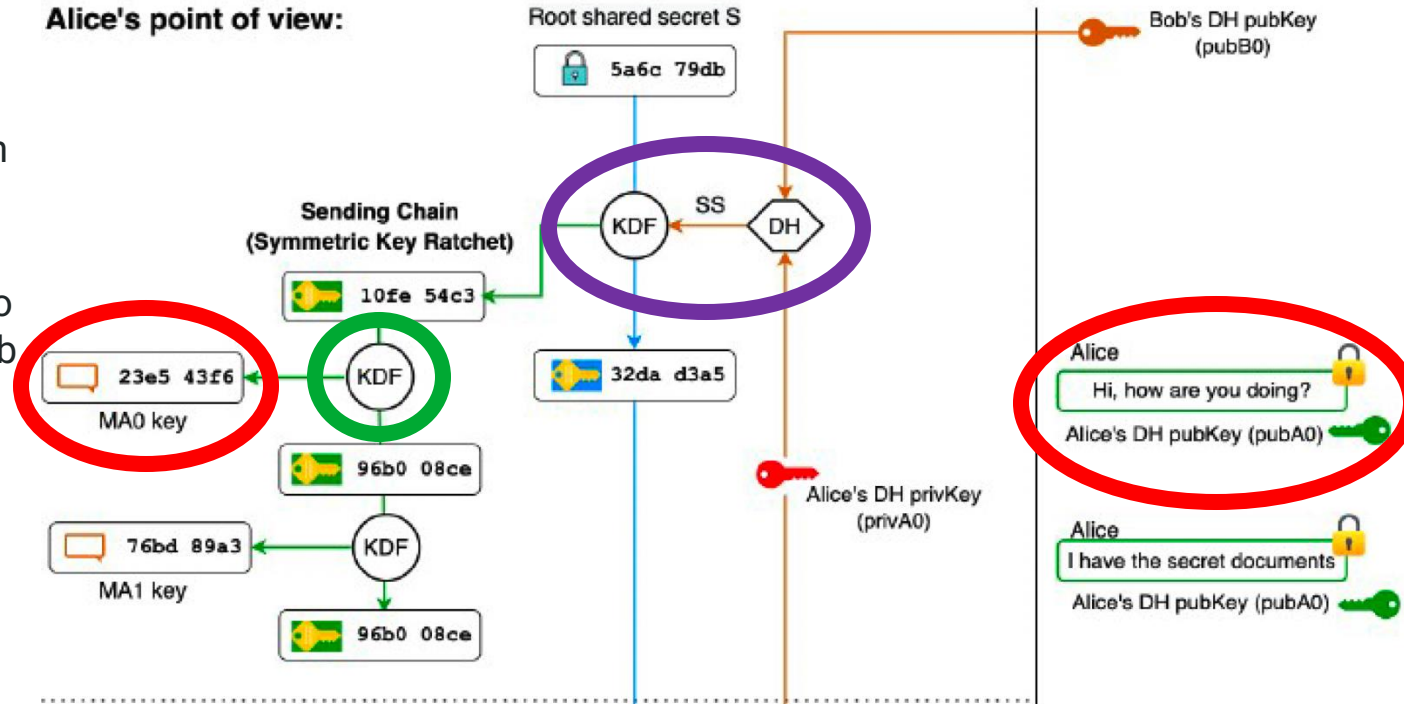 Alice's point of view:
Root shared secret S
Bob's DH pubKey
(pubB0)
5a6c 79db
Sending Chain
(Symmetric Key Ratchet)
KDF
SS
DH
10fe 54c3
23e5 43f6
MA0 key
KDF
32da d3a5
Alice
Hi, how are you doing?
Alice's DH pubKey (pubA0)
96b0 08ce
Alice's DH privKey
(privA0)
76bd 89a3
MA1 key
KDF
Alice
I have the secret documents
Alice's DH pubKey (pubA0)
96b0 08ce